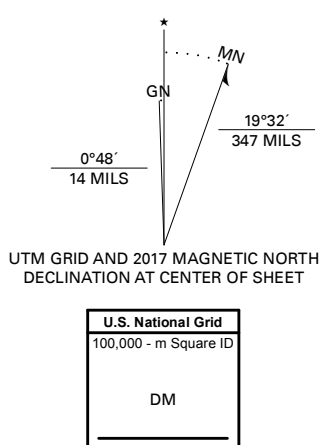 ★
MN
GN
19°32´
347 MILS
0°48´
14 MILS
UTM GRID AND 2017 MAGNETIC NORTH
DECLINATION AT CENTER OF SHEET
U.S. National Grid
100,000 - m Square ID
DM